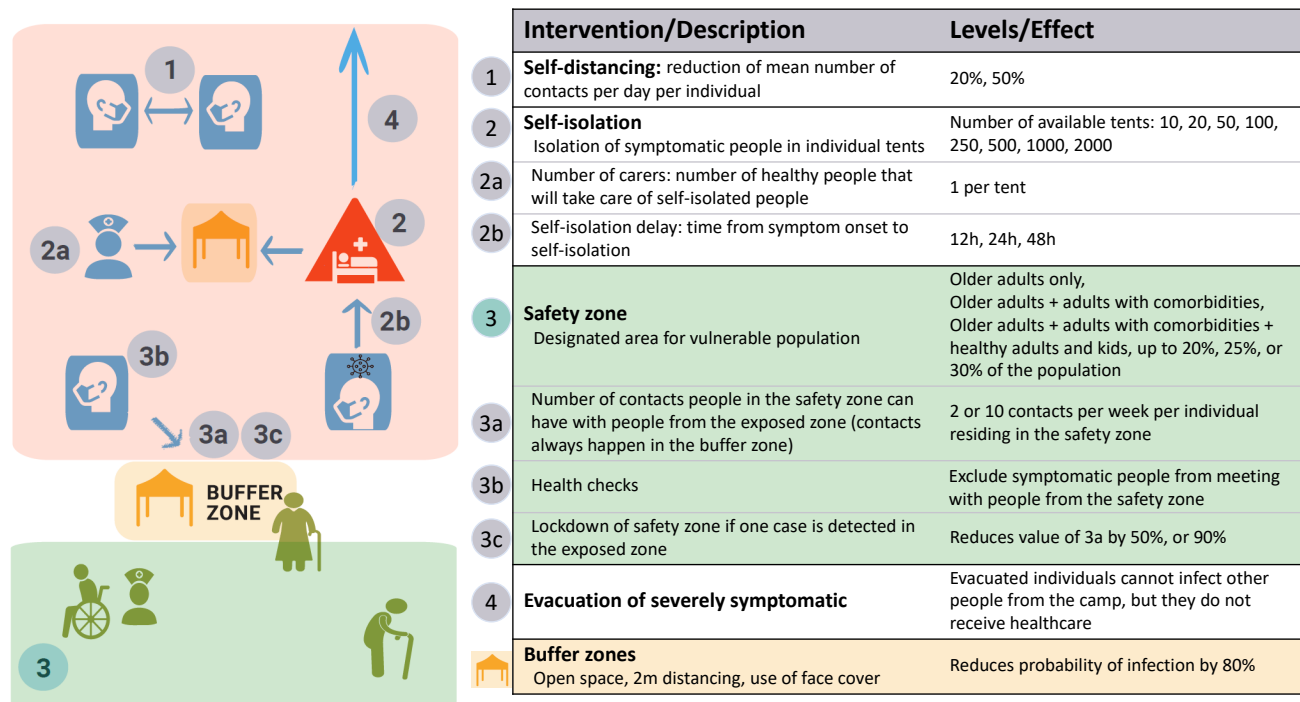 1
4
2
2a
2b
3b
3a
3c
BUFFER
ZONE
3
Intervention/Description
Levels/Effect
1
Self-distancing: reduction of mean number of
contacts per day per individual
20%, 50%
2
Self-isolation
Isolation of symptomatic people in individual tents
Number of available tents: 10, 20, 50, 100,
250, 500, 1000, 2000
2a
Number of carers: number of healthy people that
will take care of self-isolated people
1 per tent
2b
Self-isolation delay: time from symptom onset to
self-isolation
12h, 24h, 48h
3
Safety zone
Designated area for vulnerable population
Older adults only,
Older adults + adults with comorbidities,
Older adults + adults with comorbidities +
healthy adults and kids, up to 20%, 25%, or
30% of the population
3a
Number of contacts people in the safety zone can
have with people from the exposed zone (contacts
always happen in the buffer zone)
2 or 10 contacts per week per individual
residing in the safety zone
3b
Health checks
Exclude symptomatic people from meeting
with people from the safety zone
3c
Lockdown of safety zone if one case is detected in
the exposed zone
Reduces value of 3a by 50%, or 90%
4
Evacuation of severely symptomatic
Evacuated individuals cannot infect other
people from the camp, but they do not
receive healthcare
Buffer zones
Open space, 2m distancing, use of face cover
Reduces probability of infection by 80%